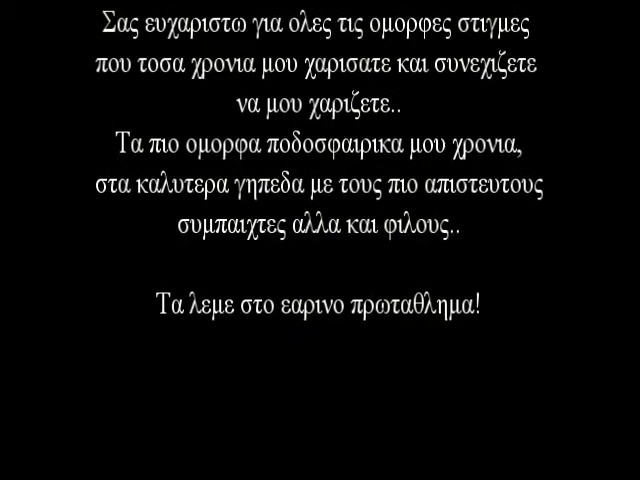 Σας ευχαριστω για ολες τις ομορφες στιγμες
που τοσα χρονια μου χαρισατε και συνεχιζετε
να μου χαριζετε..
Τα πιο ομορφα ποδοσφαιρικα μου χρονια,
στα καλυτερα γηπεδα με τους πιο απιστευτους
συμπαιχτες αλλα και φιλους..
Τα λεμε στο εαρινο πρωταθλημα!